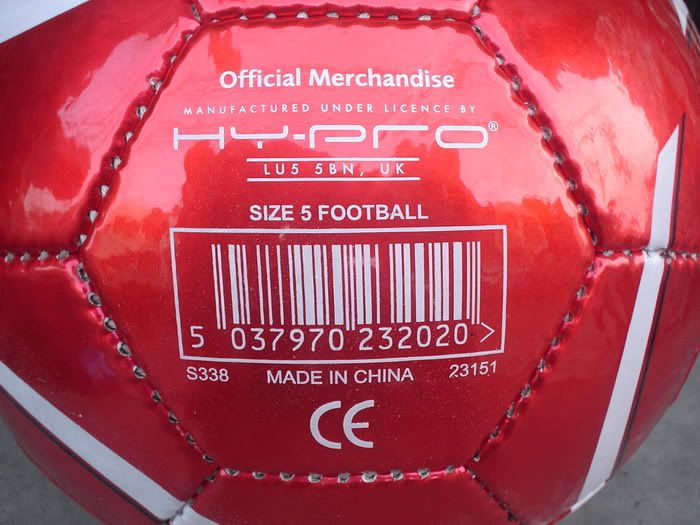 Official Merchandise
MANUFACTURED UNDER LICENCE BY
HY-PRO®
LU5 5BN, UK
SIZE 5 FOOTBALL
5 037970 232020 >
S338 MADE IN CHINA 23151
CE